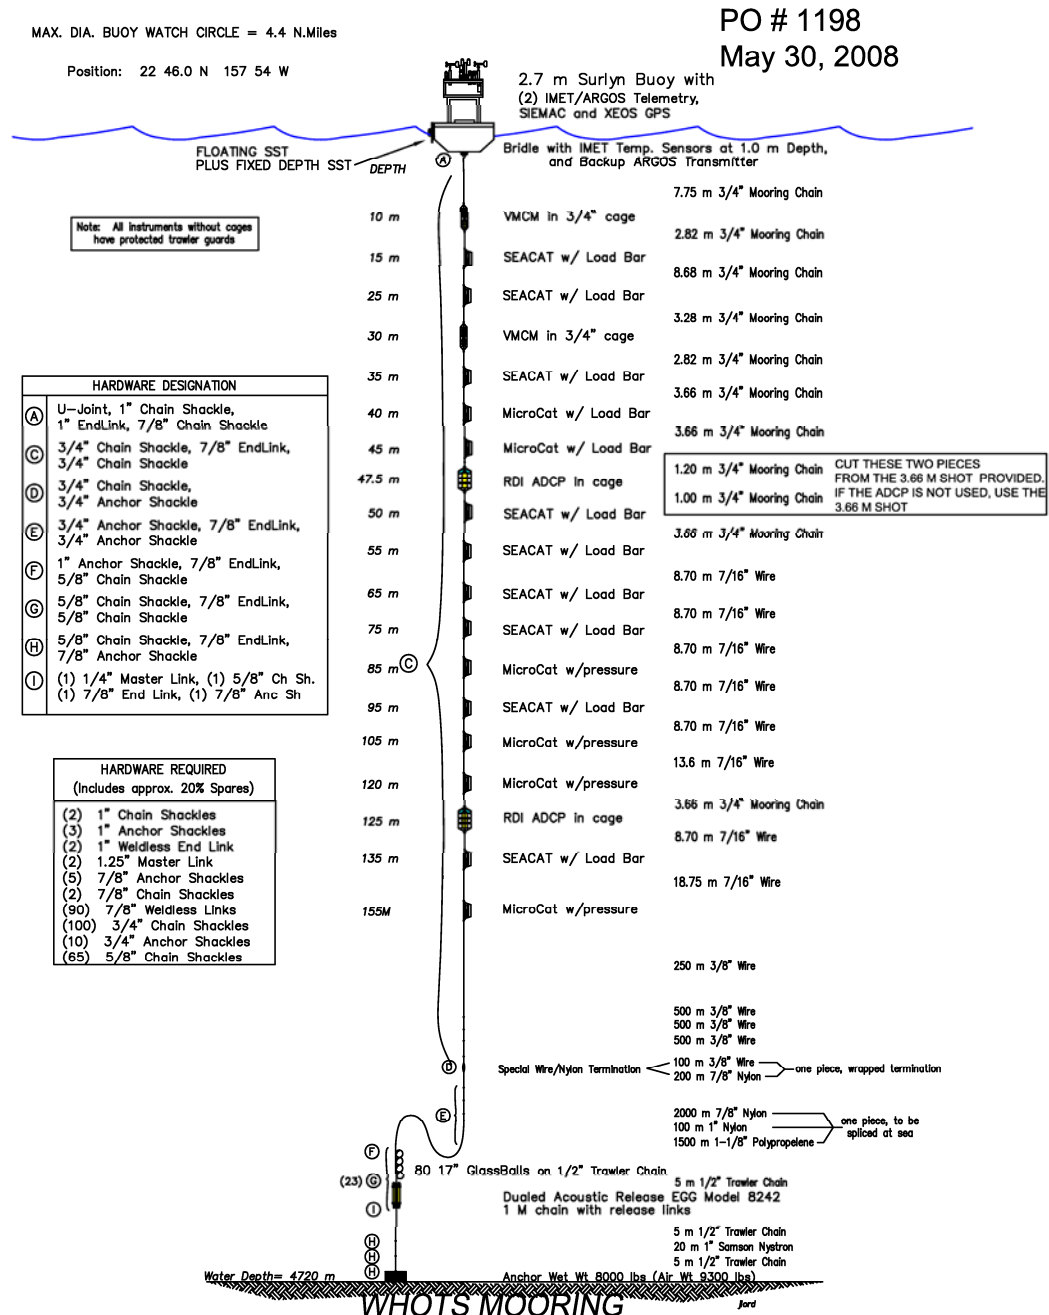 PO # 1198
May 30, 2008
MAX. DIA. BUOY WATCH CIRCLE = 4.4 N.Miles
Position: 22 46.0 N 157 54 W
2.7 m Surlyn Buoy with
(2) IMET/ARGOS Telemetry,
SIEMAC and XEOS GPS
FLOATING SST
PLUS FIXED DEPTH SST
Bridle with IMET Temp. Sensors at 1.0 m Depth,
and Backup ARGOS Transmitter
A
DEPTH
7.75 m 3/4" Mooring Chain
10 m VMCM in 3/4" cage
Note: All instruments without cages
have protected trawler guards
2.82 m 3/4" Mooring Chain
15 m SEACAT w/ Load Bar
8.68 m 3/4" Mooring Chain
25 m SEACAT w/ Load Bar
3.28 m 3/4" Mooring Chain
30 m VMCM in 3/4" cage
2.82 m 3/4" Mooring Chain
35 m SEACAT w/ Load Bar
3.66 m 3/4" Mooring Chain
40 m MicroCat w/ Load Bar
3.66 m 3/4" Mooring Chain
45 m MicroCat w/ Load Bar
1.20 m 3/4" Mooring Chain
CUT THESE TWO PIECES
FROM THE 3.66 M SHOT PROVIDED.
IF THE ADCP IS NOT USED, USE THE
3.66 M SHOT
47.5 m RDI ADCP in cage
1.00 m 3/4" Mooring Chain
50 m SEACAT w/ Load Bar
3.66 m 3/4" Mooring Chain
55 m SEACAT w/ Load Bar
8.70 m 7/16" Wire
65 m SEACAT w/ Load Bar
8.70 m 7/16" Wire
75 m SEACAT w/ Load Bar
8.70 m 7/16" Wire
85 m C MicroCat w/pressure
8.70 m 7/16" Wire
95 m SEACAT w/ Load Bar
8.70 m 7/16" Wire
105 m MicroCat w/pressure
13.6 m 7/16" Wire
120 m MicroCat w/pressure
3.66 m 3/4" Mooring Chain
125 m RDI ADCP in cage
8.70 m 7/16" Wire
135 m SEACAT w/ Load Bar
18.75 m 7/16" Wire
155M MicroCat w/pressure
HARDWARE DESIGNATION
A U-Joint, 1" Chain Shackle,
1" EndLink, 7/8" Chain Shackle
C 3/4" Chain Shackle, 7/8" EndLink,
3/4" Chain Shackle
D 3/4" Chain Shackle,
3/4" Anchor Shackle
E 3/4" Anchor Shackle, 7/8" EndLink,
3/4" Anchor Shackle
F 1" Anchor Shackle, 7/8" EndLink,
5/8" Chain Shackle
G 5/8" Chain Shackle, 7/8" EndLink,
5/8" Chain Shackle
H 5/8" Chain Shackle, 7/8" EndLink,
7/8" Anchor Shackle
I (1) 1/4" Master Link, (1) 5/8" Ch Sh.
(1) 7/8" End Link, (1) 7/8" Anc Sh
HARDWARE REQUIRED
(Includes approx. 20% Spares)
(2) 1" Chain Shackles
(3) 1" Anchor Shackles
(2) 1" Weldless End Link
(2) 1.25" Master Link
(5) 7/8" Anchor Shackles
(2) 7/8" Chain Shackles
(90) 7/8" Weldless Links
(100) 3/4" Chain Shackles
(10) 3/4" Anchor Shackles
(65) 5/8" Chain Shackles
250 m 3/8" Wire
500 m 3/8" Wire
500 m 3/8" Wire
500 m 3/8" Wire
D
Special Wire/Nylon Termination
100 m 3/8" Wire
200 m 7/8" Nylon
one piece, wrapped termination
E
2000 m 7/8" Nylon
100 m 1" Nylon
1500 m 1-1/8" Polypropelene
one piece, to be
spliced at sea
F
80 17" GlassBalls on 1/2" Trawler Chain
(23) G
5 m 1/2" Trawler Chain
Dualed Acoustic Release EGG Model 8242
1 M chain with release links
I
5 m 1/2" Trawler Chain
H
20 m 1" Samson Nystron
H
5 m 1/2" Trawler Chain
H
Water Depth= 4720 m
Anchor Wet Wt 8000 lbs (Air Wt 9300 lbs)
WHOTS MOORING
jord